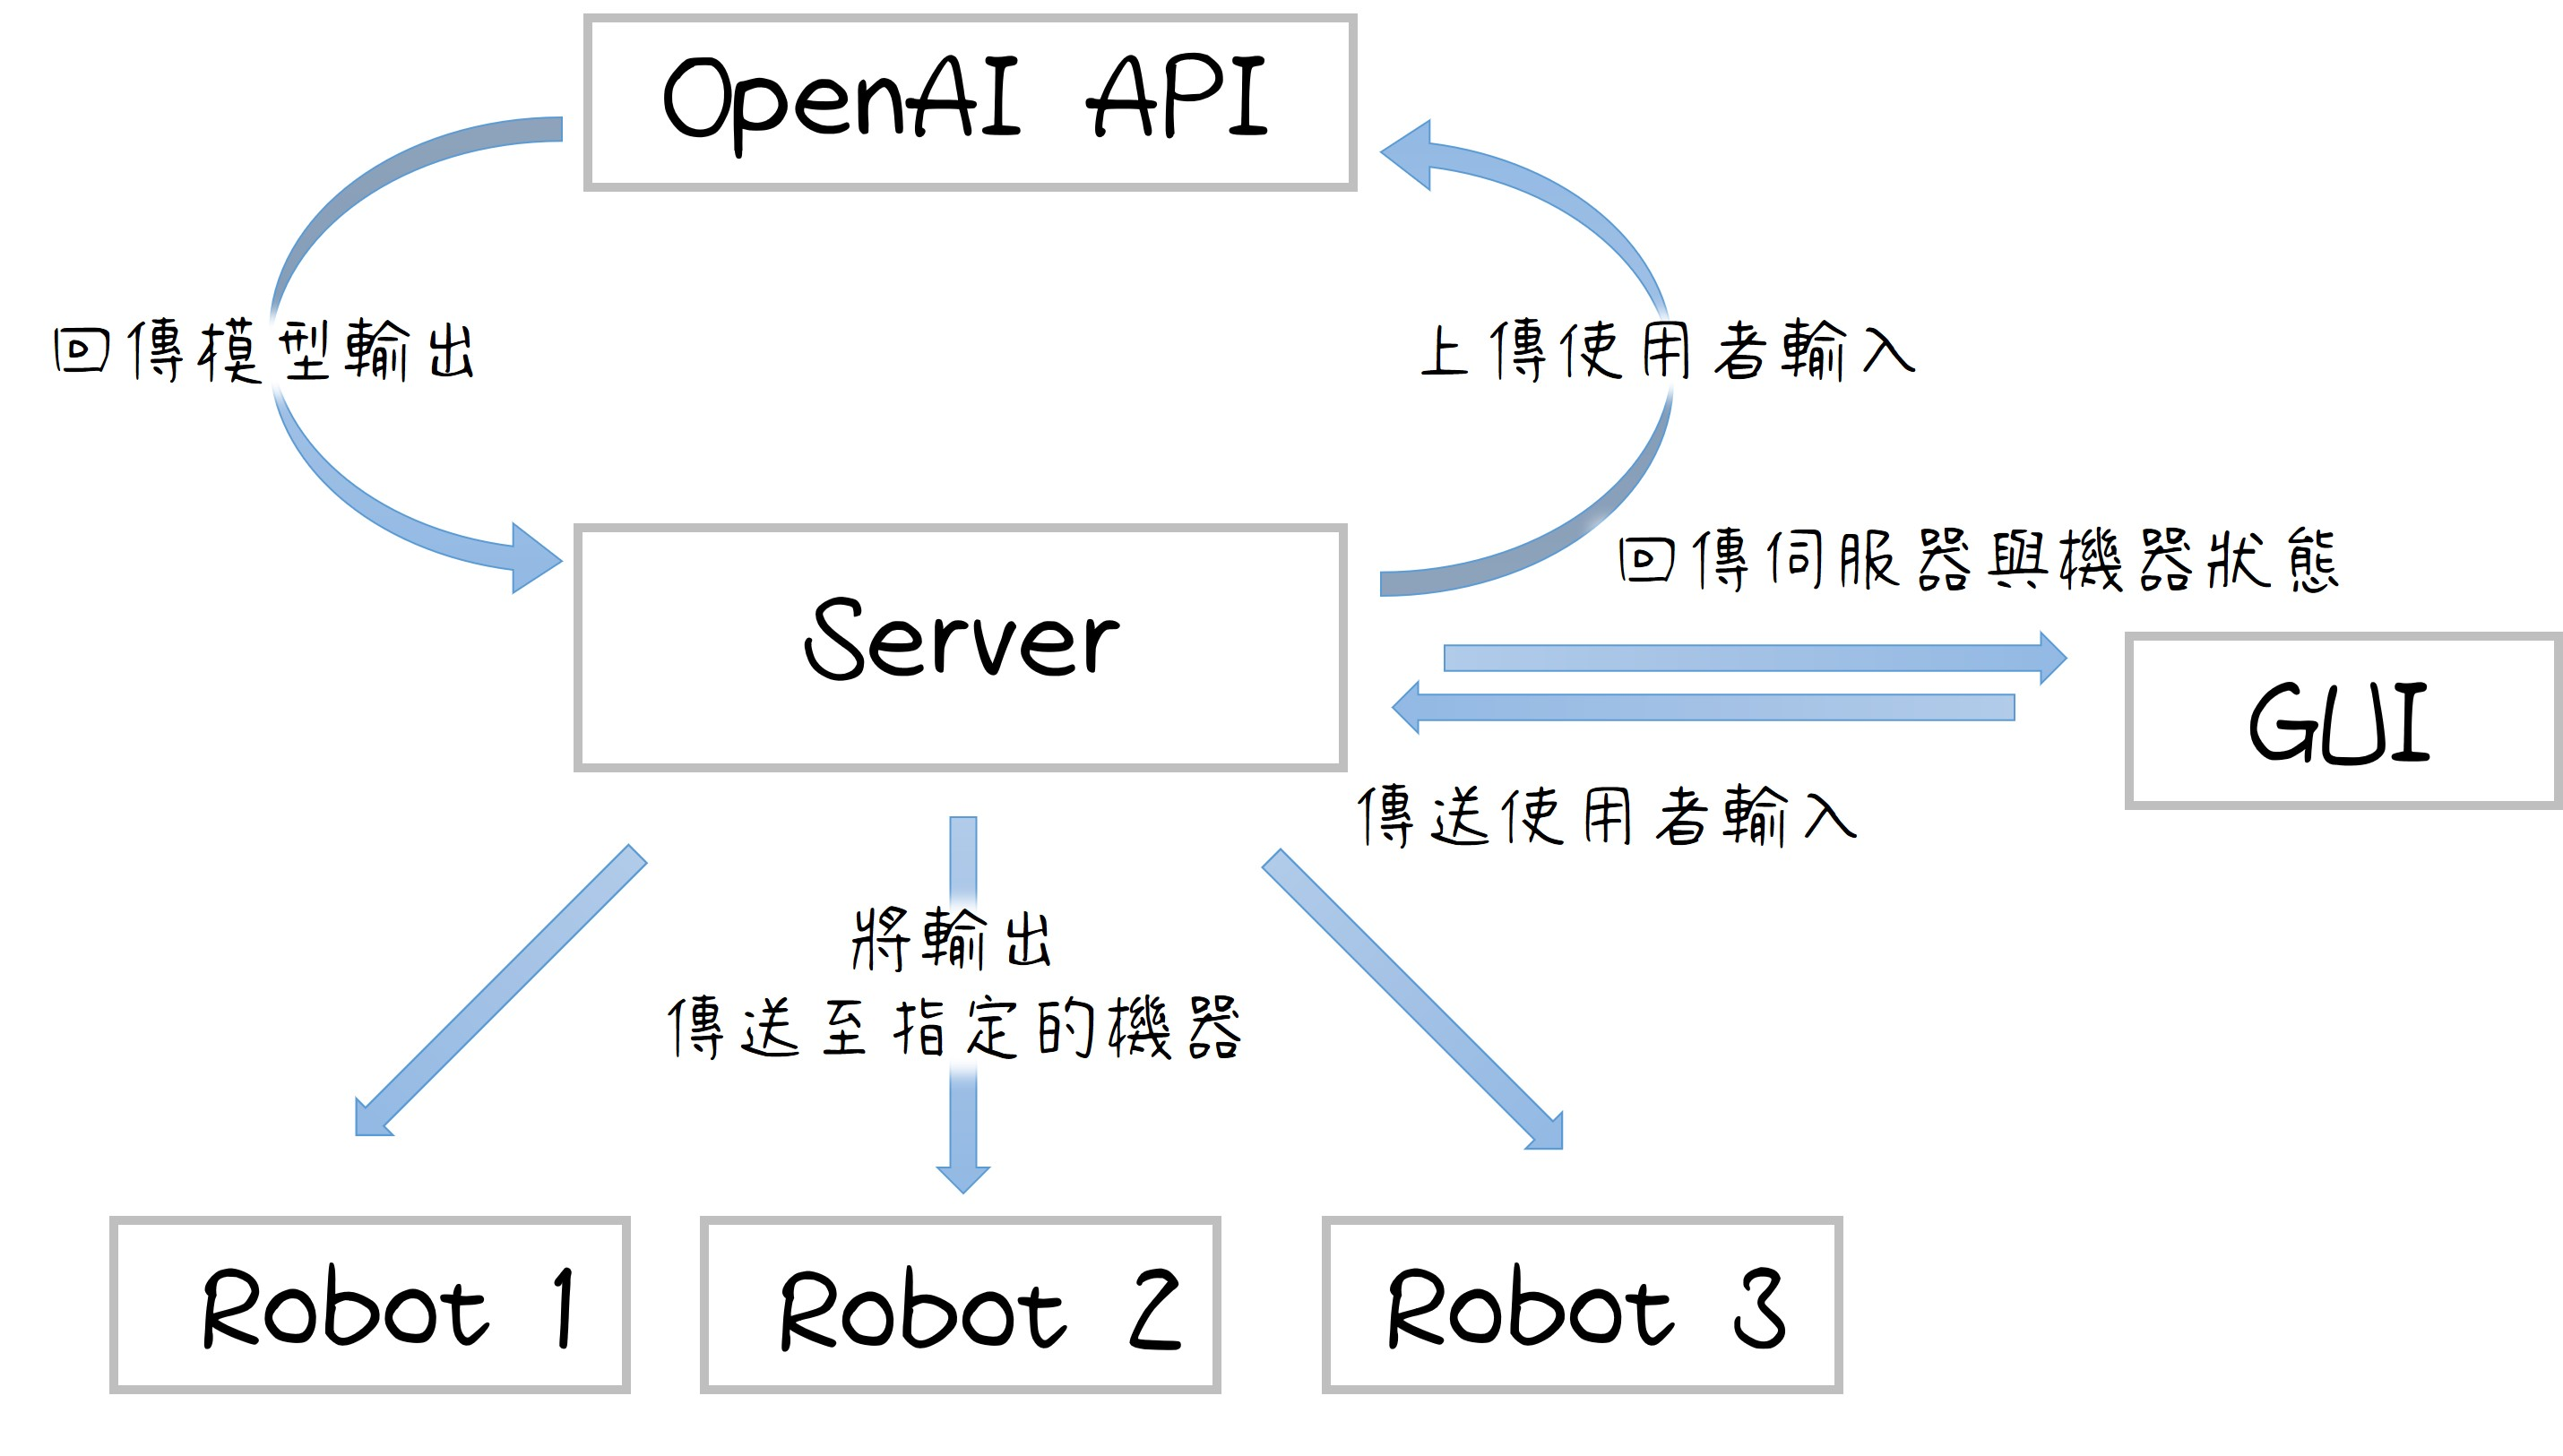 OpenAI API
回傳模型輸出
上傳使用者輸入
Server
回傳伺服器與機器狀態
GUI
傳送使用者輸入
將輸出
傳送至指定的機器
Robot 1
Robot 2
Robot 3